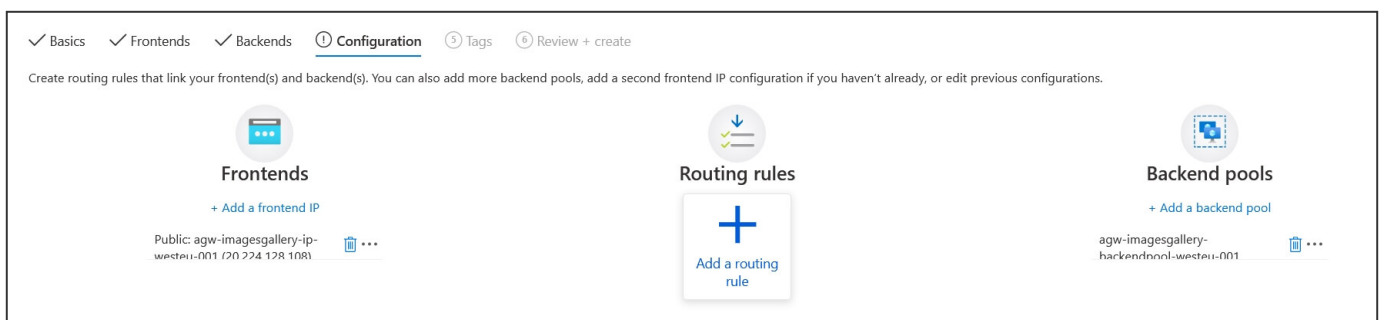 Basics Frontends Backends Configuration 5 Tags 6 Review + create
Create routing rules that link your frontend(s) and backend(s). You can also add more backend pools, add a second frontend IP configuration if you haven't already, or edit previous configurations.
Frontends
+ Add a frontend IP
Public: agw-imagesgallery-ip-
westeu-001 (20.224.128.108)
Routing rules
Add a routing
rule
Backend pools
+ Add a backend pool
agw-imagesgallery-
backendpool-westeu-001